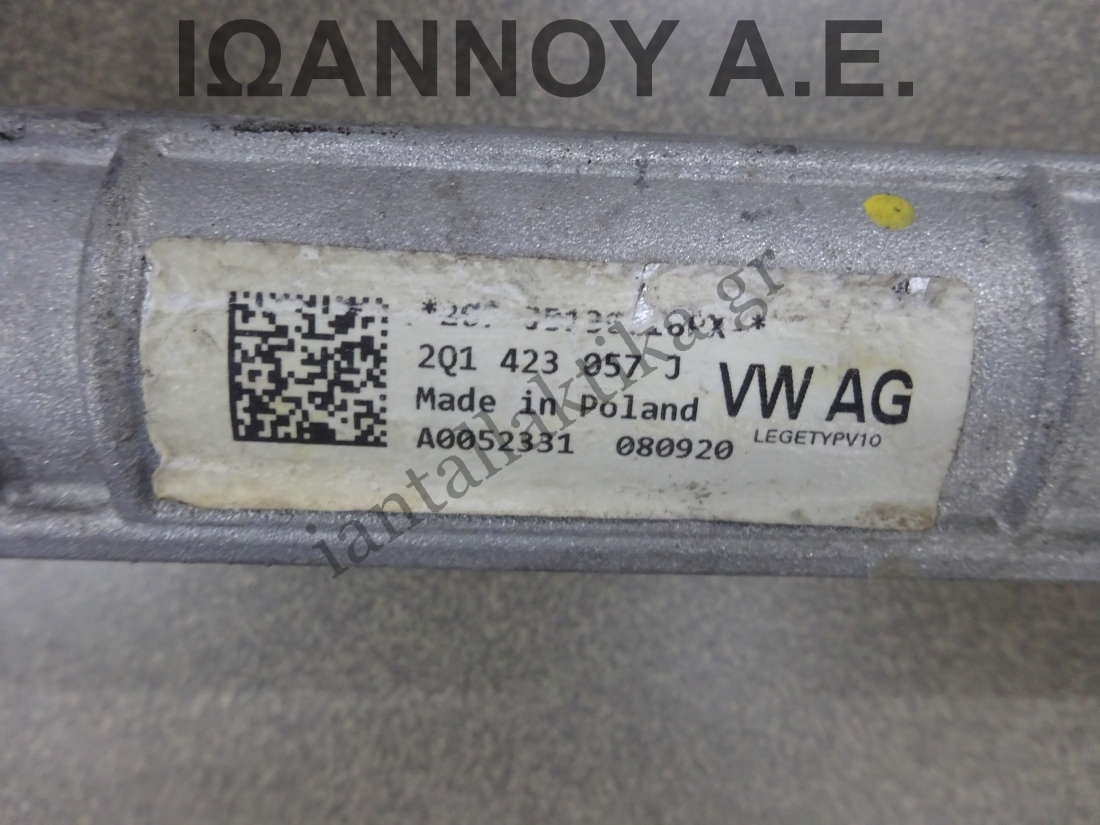 ΙΩΑΝΝΟΥ Α.Ε.
2Q1 423 057 J
Made in Poland
A0052331 080920
VW AG
LEGETYPV10
iantallaktika.gr